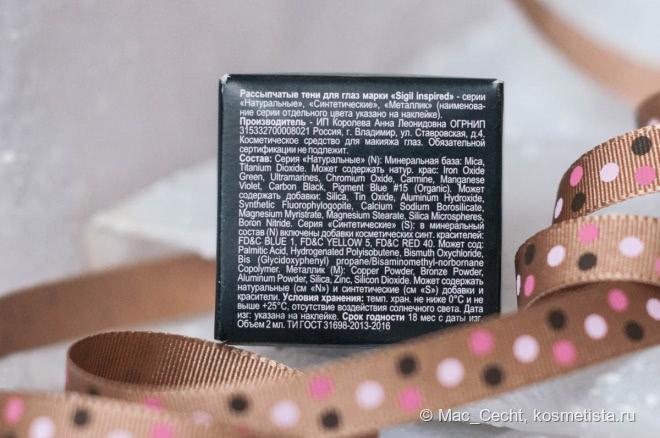 Рассыпчатые тени для глаз марки «Sigil inspired» - серии
«Натуральные», «Синтетические», «Металлик» (наименова-
ние серии отдельного цвета указано на наклейке).
Производитель - ИП Королева Анна Леонидовна ОГРНИП
315332700008021 Россия, г. Владимир, ул. Ставровская, д.4.
Косметическое средство для макияжа глаз. Обязательной
сертификации не подлежит.
Состав: Серия «Натуральные» (N): Минеральная база: Mica,
Titanium Dioxide. Может содержать натур. крас: Iron Oxide
Green, Ultramarines, Chromium Oxide, Carmine, Manganese
Violet, Carbon Black, Pigment Blue #15 (Organic). Может
содержать добавки: Silica, Tin Oxide, Aluminum Hydroxide,
Synthetic Fluorophylogopite, Calcium Sodium Borosilicate,
Magnesium Myristate, Magnesium Stearate, Silica Microspheres,
Boron Nitride. Серия «Синтетические» (S): в минеральный
состав (N) включены добавки косметических синт. красителей:
FD&C BLUE 1, FD&C YELLOW 5, FD&C RED 40. Может сод:
Palmitic Acid, Hydrogenated Polyisobutene, Bismuth Oxychloride,
Bis (Glycidoxyphenyl) propane/Bisaminomethyl-norbornane
Copolymer. Металлик (M): Copper Powder, Bronze Powder,
Aluminum Powder, Silica, Zinc, Silicon Dioxide. Может содержать
натуральные (см «N») и синтетические (см «S») добавки и
красители. Условия хранения: темп. хран. не ниже 0°С и не
выше +25°С, отсутствие воздействия солнечного света. Дата
изг: указана на наклейке. Срок годности 18 мес с даты изг.
Объем 2 мл. ТИ ГОСТ 31698-2013-2016
© Mac_Cecht, kosmetista.ru